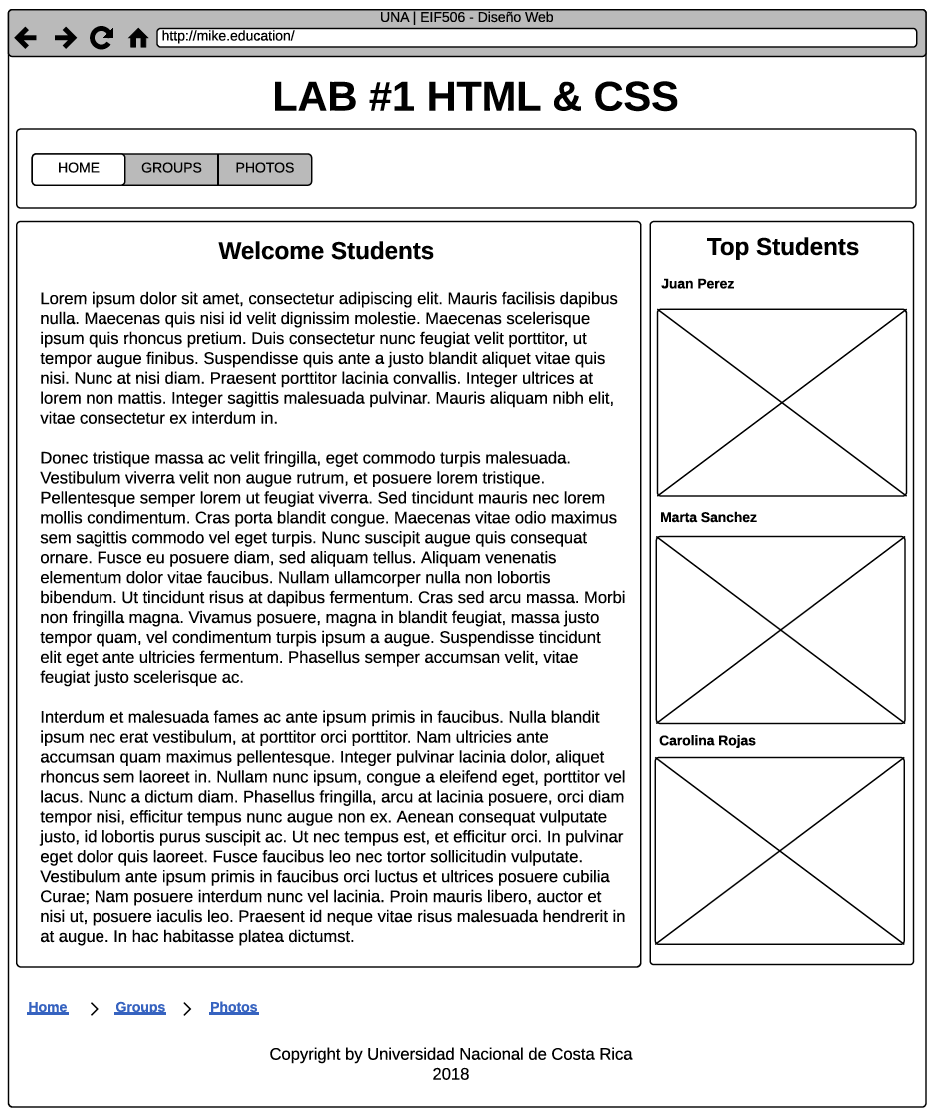 UNA | EIF506 - Diseño Web
http://mike.education/
LAB #1 HTML & CSS
HOME
GROUPS
PHOTOS
Welcome Students
Lorem ipsum dolor sit amet, consectetur adipiscing elit. Mauris facilisis dapibus
nulla. Maecenas quis nisi id velit dignissim molestie. Maecenas scelerisque
ipsum quis rhoncus pretium. Duis consectetur nunc feugiat velit porttitor, ut
tempor augue finibus. Suspendisse quis ante a justo blandit aliquet vitae quis
nisi. Nunc at nisi diam. Praesent porttitor lacinia convallis. Integer ultrices at
lorem non mattis. Integer sagittis malesuada pulvinar. Mauris aliquam nibh elit,
vitae consectetur ex interdum in.
Donec tristique massa ac velit fringilla, eget commodo turpis malesuada.
Vestibulum viverra velit non augue rutrum, et posuere lorem tristique.
Pellentesque semper lorem ut feugiat viverra. Sed tincidunt mauris nec lorem
mollis condimentum. Cras porta blandit congue. Maecenas vitae odio maximus
sem sagittis commodo vel eget turpis. Nunc suscipit augue quis consequat
ornare. Fusce eu posuere diam, sed aliquam tellus. Aliquam venenatis
elementum dolor vitae faucibus. Nullam ullamcorper nulla non lobortis
bibendum. Ut tincidunt risus at dapibus fermentum. Cras sed arcu massa. Morbi
non fringilla magna. Vivamus posuere, magna in blandit feugiat, massa justo
tempor quam, vel condimentum turpis ipsum a augue. Suspendisse tincidunt
elit eget ante ultricies fermentum. Phasellus semper accumsan velit, vitae
feugiat justo scelerisque ac.
Interdum et malesuada fames ac ante ipsum primis in faucibus. Nulla blandit
ipsum nec erat vestibulum, at porttitor orci porttitor. Nam ultricies ante
accumsan quam maximus pellentesque. Integer pulvinar lacinia dolor, aliquet
rhoncus sem laoreet in. Nullam nunc ipsum, congue a eleifend eget, porttitor vel
lacus. Nunc a dictum diam. Phasellus fringilla, arcu at lacinia posuere, orci diam
tempor nisi, efficitur tempus nunc augue non ex. Aenean consequat vulputate
justo, id lobortis purus suscipit ac. Ut nec tempus est, et efficitur orci. In pulvinar
eget dolor quis laoreet. Fusce faucibus leo nec tortor sollicitudin vulputate.
Vestibulum ante ipsum primis in faucibus orci luctus et ultrices posuere cubilia
Curae; Nam posuere interdum nunc vel lacinia. Proin mauris libero, auctor et
nisi ut, posuere iaculis leo. Praesent id neque vitae risus malesuada hendrerit in
at augue. In hac habitasse platea dictumst.
Top Students
Juan Perez
Marta Sanchez
Carolina Rojas
Home > Groups > Photos
Copyright by Universidad Nacional de Costa Rica
2018